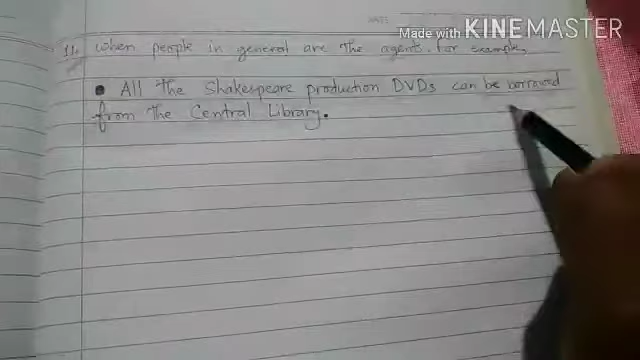 DATE
Made with KINEMASTER
11. When people in general are the agents. For example,
• All the Shakespeare production DVDs can be borrowed
from the Central Library.